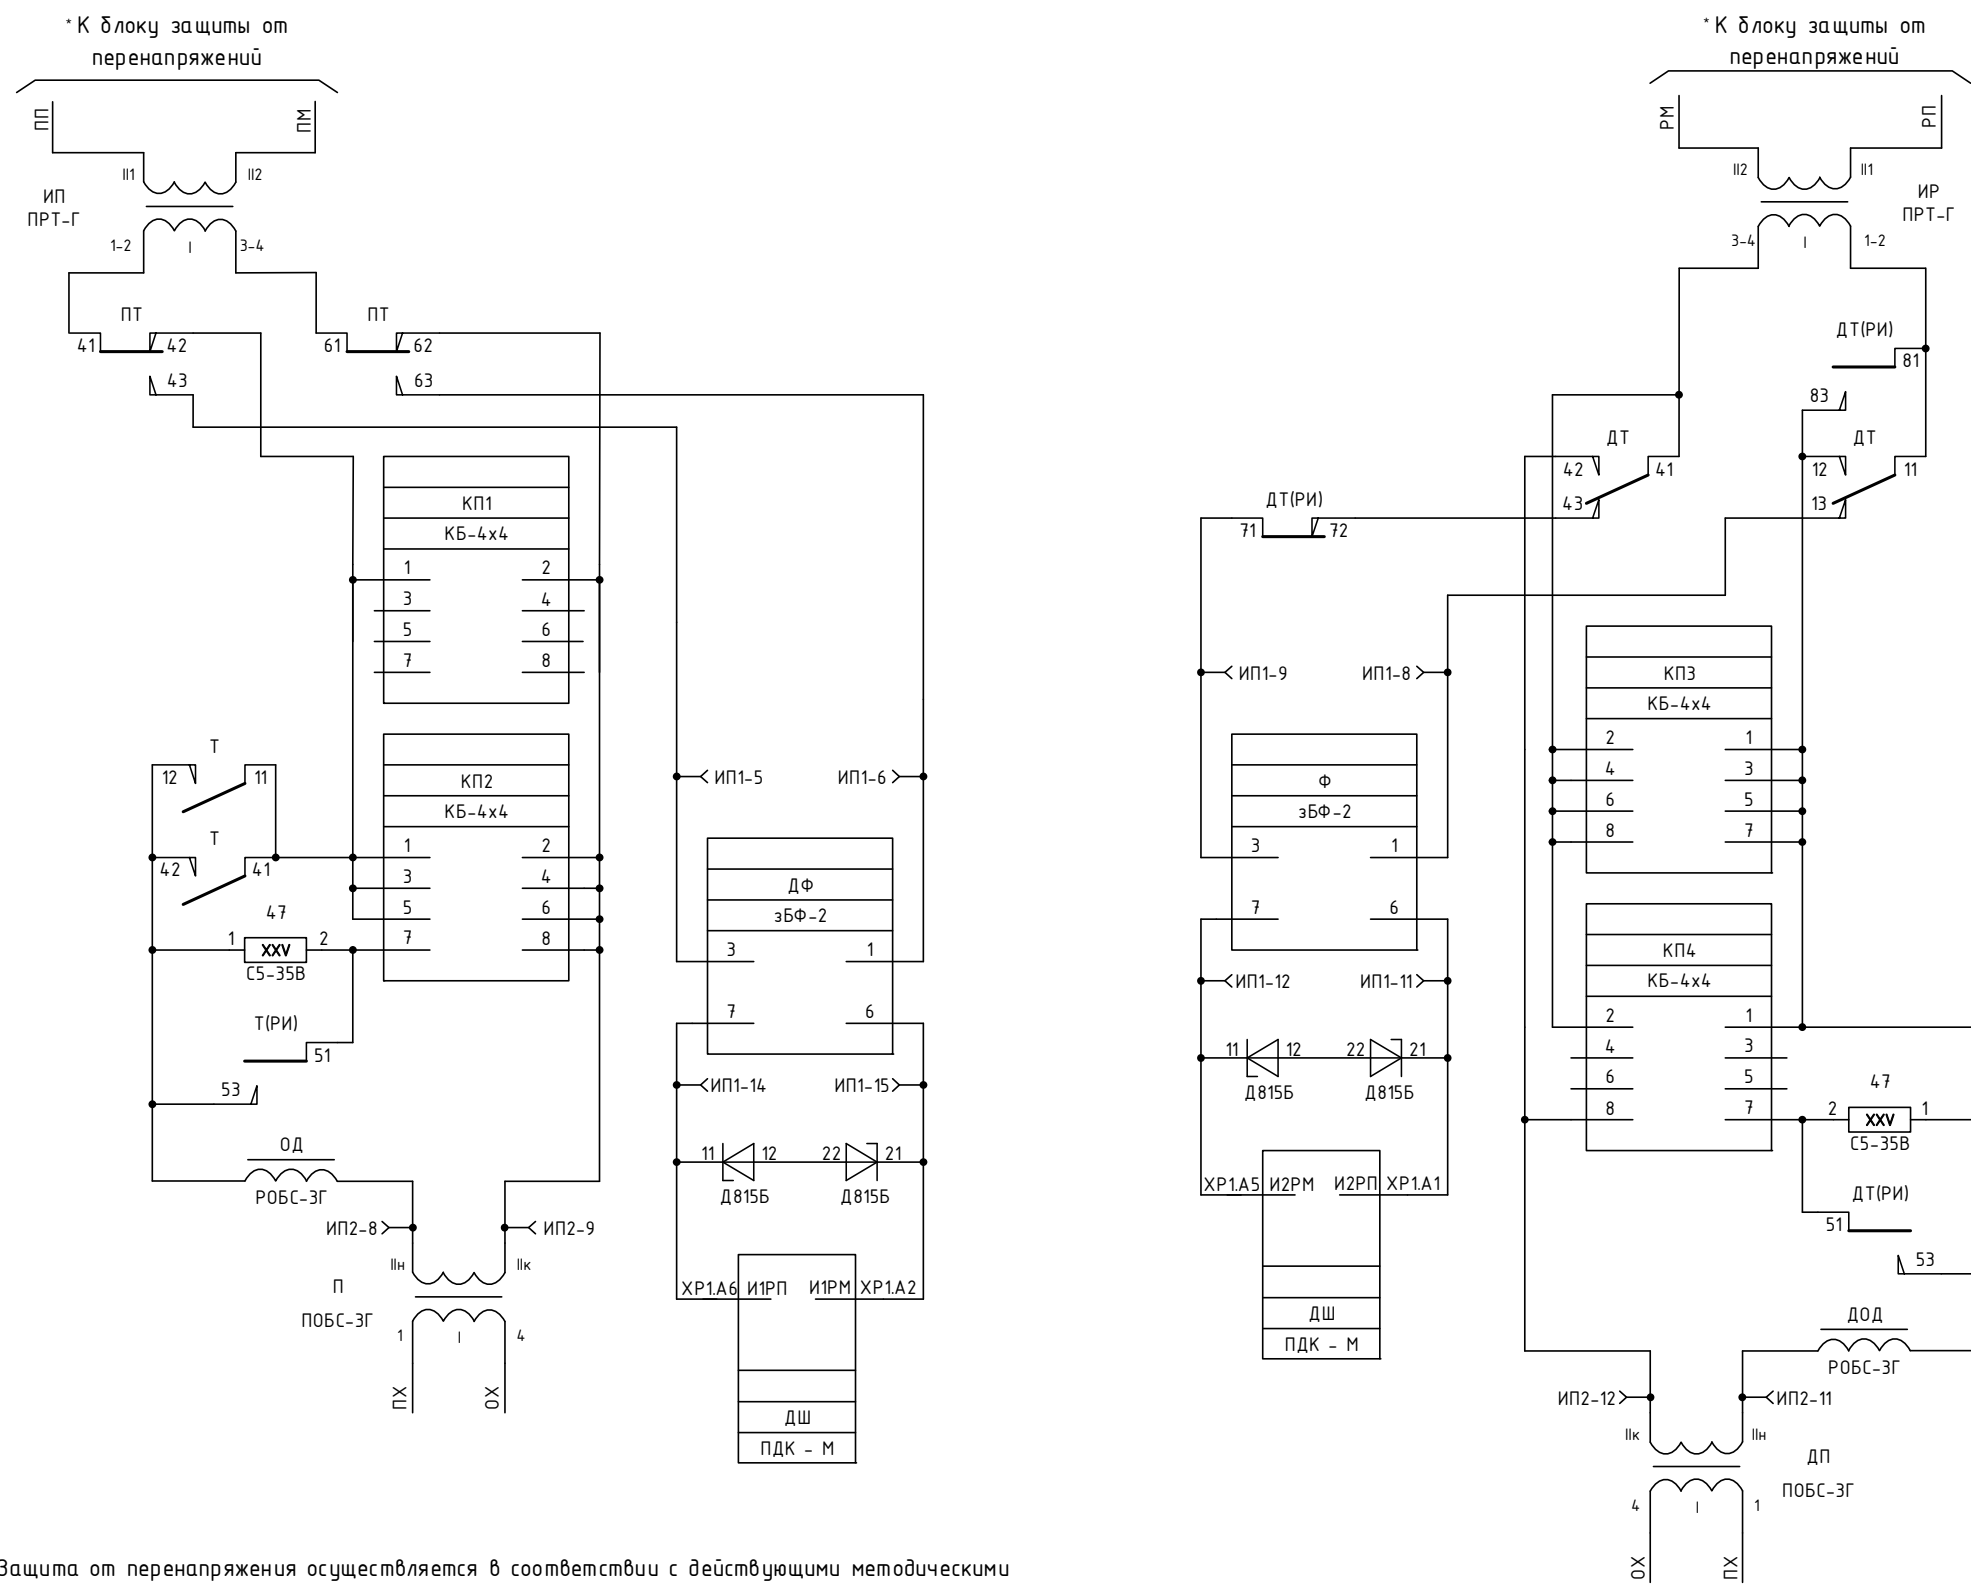 *К блоку защиты от
перенапряжений
ПП
ПМ
II1
II2
ИП
ПРТ-Г
1-2
I
3-4
ПТ
ПТ
41
42
61
62
43
63
КП1
КБ-4х4
1
2
3
4
5
6
7
8
Т
12
11
Т
42
41
КП2
КБ-4х4
1
2
3
4
5
6
7
8
47
1
XXV
2
С5-35В
Т(РИ)
51
53
ОД
РОБС-3Г
ИП2-8
ИП2-9
IIн
IIк
П
ПОБС-3Г
1
I
4
ПХ
ОХ
ИП1-5
ИП1-6
ДФ
зБФ-2
3
1
7
6
ИП1-14
ИП1-15
11
12
22
21
Д815Б
Д815Б
ХР1.А6
И1РП
И1РМ
ХР1.А2
ДШ
ПДК - М
*К блоку защиты от
перенапряжений
РМ
РП
II2
II1
ИР
ПРТ-Г
3-4
I
1-2
ДТ(РИ)
81
83
ДТ
ДТ
42
41
12
11
43
13
ДТ(РИ)
71
72
ИП1-9
ИП1-8
Ф
зБФ-2
3
1
7
6
ИП1-12
ИП1-11
11
12
22
21
Д815Б
Д815Б
ХР1.А5
И2РМ
И2РП
ХР1.А1
ДШ
ПДК - М
КП3
КБ-4х4
2
1
4
3
6
5
8
7
КП4
КБ-4х4
2
1
4
3
6
5
8
7
47
2
XXV
1
С5-35В
ДТ(РИ)
51
53
ДОД
РОБС-3Г
ИП2-12
ИП2-11
IIк
IIн
ДП
ПОБС-3Г
4
I
1
ОХ
ПХ
Защита от перенапряжения осуществляется в соответствии с действующими методическими